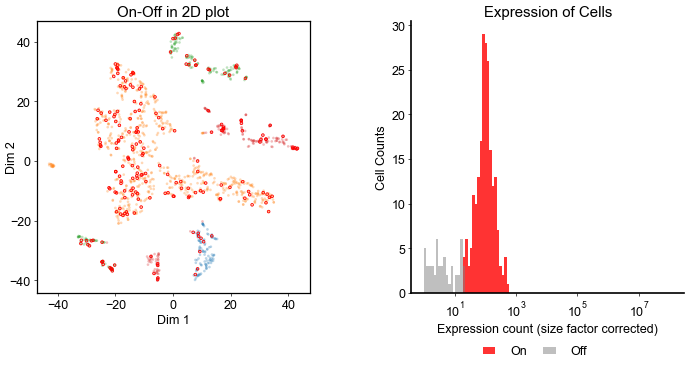 On-Off in 2D plot
40
20
0
−20
−40
Dim 2
−40 −20 0 20 40
Dim 1
Expression of Cells
30
25
20
15
10
5
0
Cell Counts
10^1 10^3 10^5 10^7
Expression count (size factor corrected)
On Off